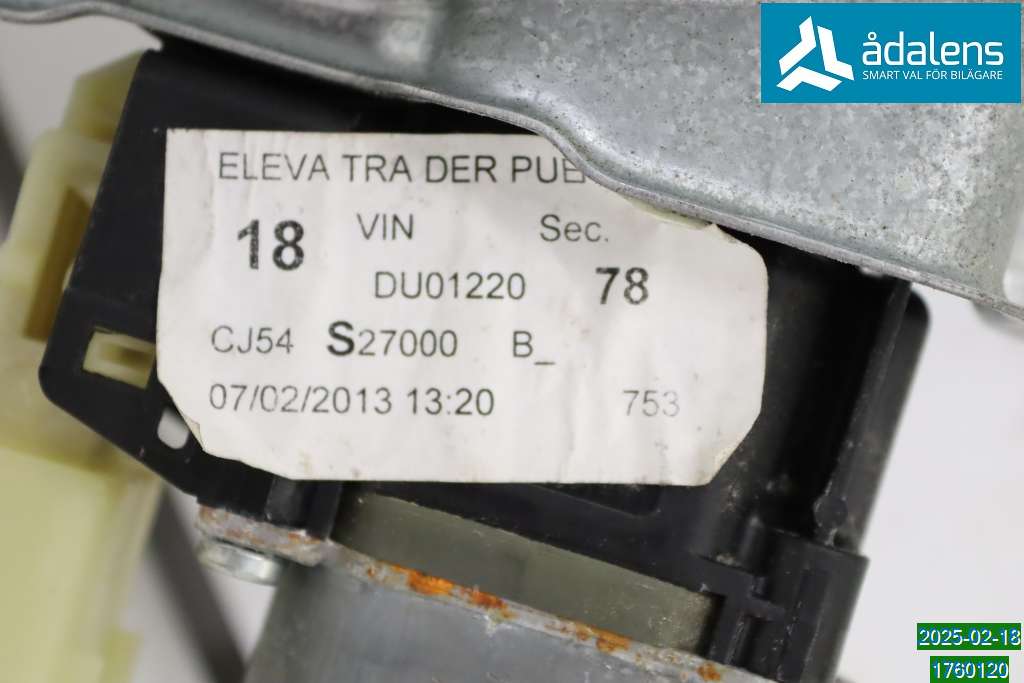 ådalens
SMART VAL FÖR BILÄGARE
ELEVA TRA DER
18 VIN Sec.
DU01220 78
CJ54 S27000 B_
07/02/2013 13:20 753
2025-02-18
1760120